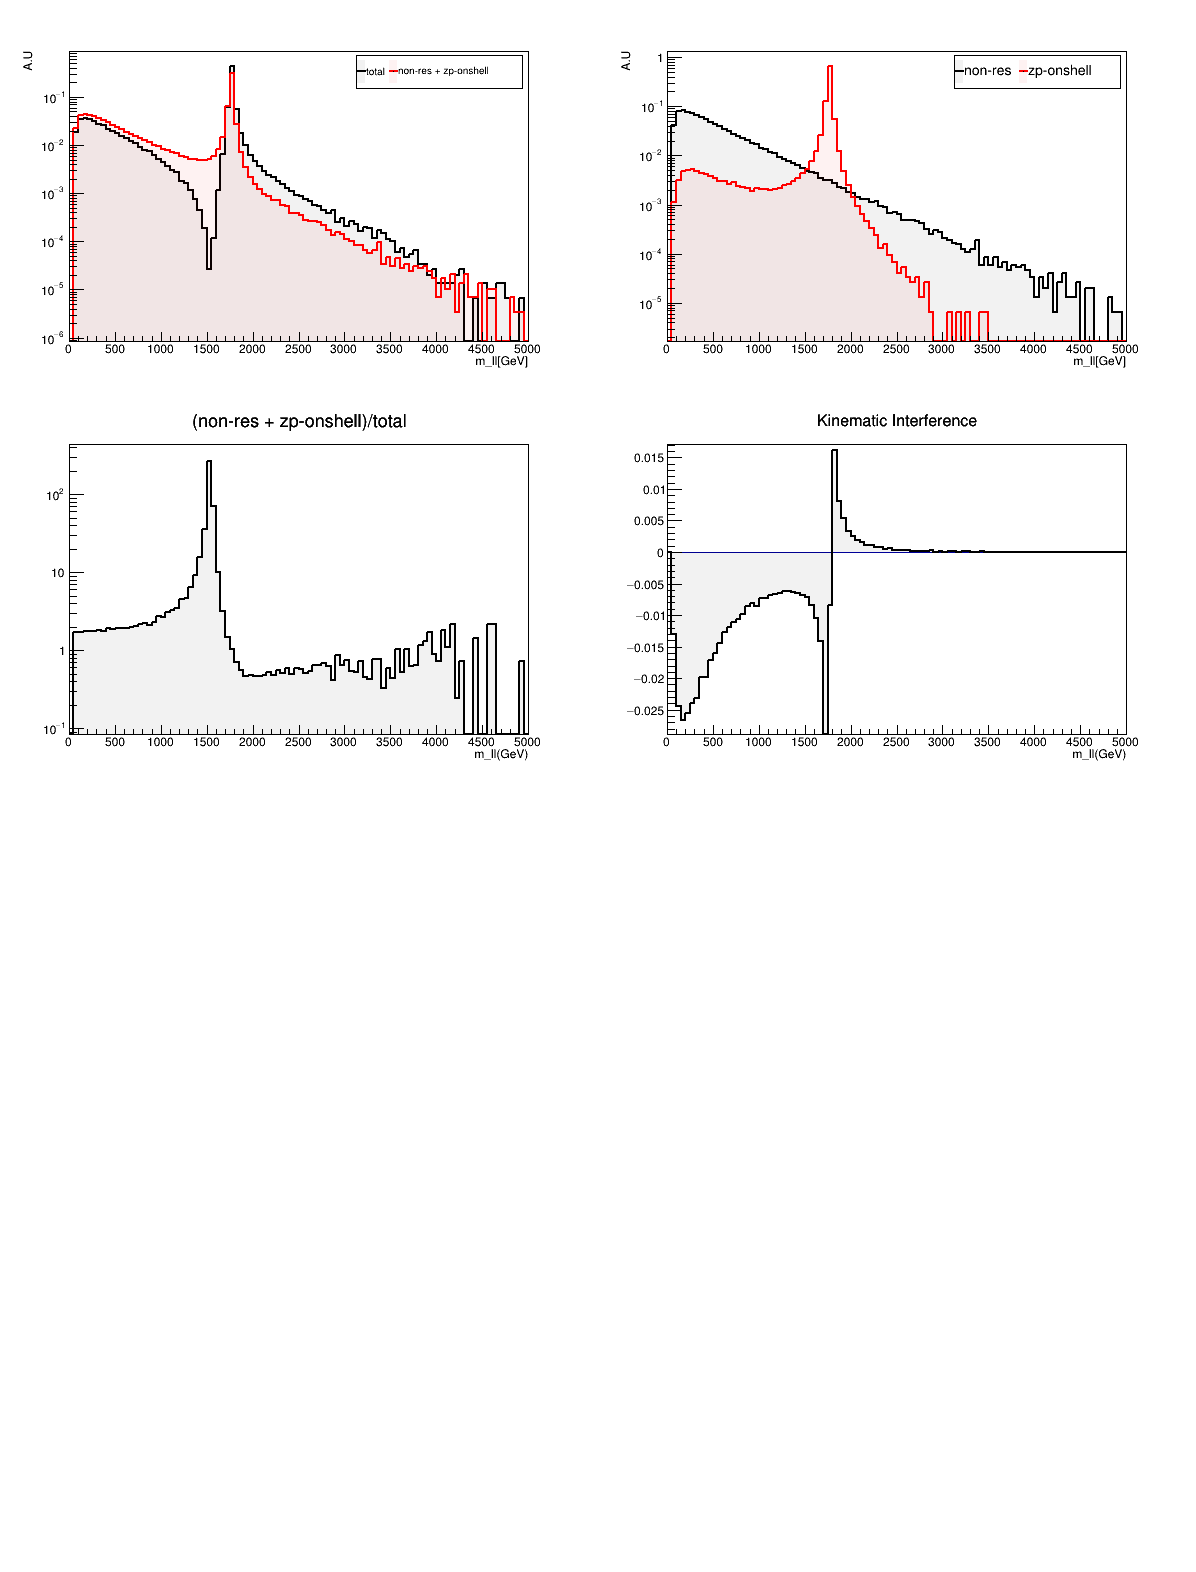 A.U
total non-res + zp-onshell
10⁻¹
10⁻²
10⁻³
10⁻⁴
10⁻⁵
10⁻⁶
0 500 1000 1500 2000 2500 3000 3500 4000 4500 5000
m_ll[GeV]
A.U
non-res zp-onshell
1
10⁻¹
10⁻²
10⁻³
10⁻⁴
10⁻⁵
0 500 1000 1500 2000 2500 3000 3500 4000 4500 5000
m_ll[GeV]
(non-res + zp-onshell)/total
10²
10
1
10⁻¹
0 500 1000 1500 2000 2500 3000 3500 4000 4500 5000
m_ll(GeV)
Kinematic Interference
0.015
0.01
0.005
0
−0.005
−0.01
−0.015
−0.02
−0.025
0 500 1000 1500 2000 2500 3000 3500 4000 4500 5000
m_ll(GeV)